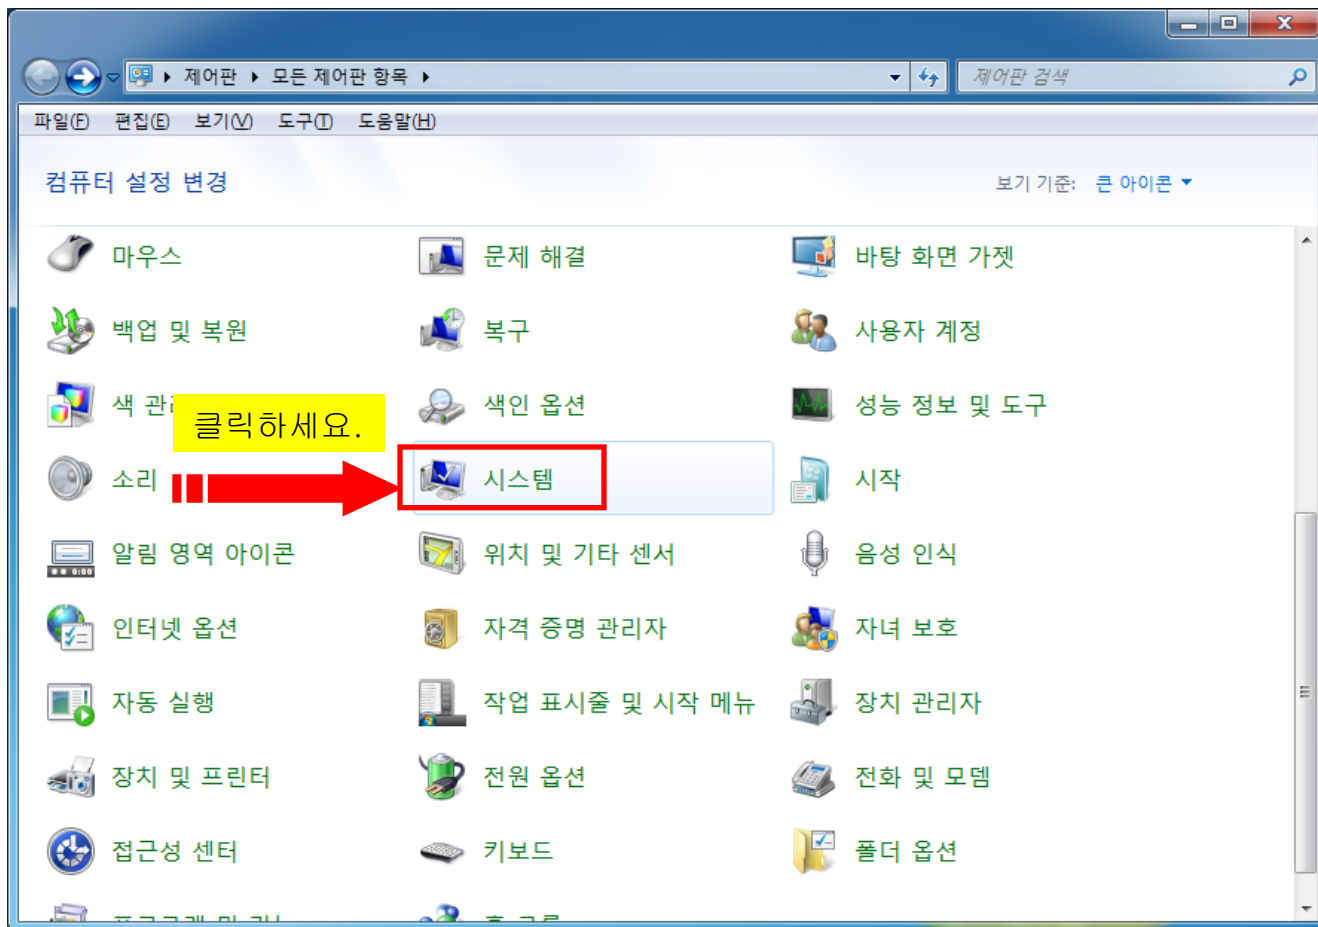 제어판 ▸ 모든 제어판 항목 ▸
제어판 검색
파일(F) 편집(E) 보기(V) 도구(T) 도움말(H)
컴퓨터 설정 변경
보기 기준: 큰 아이콘
마우스 문제 해결 바탕 화면 가젯
백업 및 복원 복구 사용자 계정
색 색인 옵션 성능 정보 및 도구
클릭하세요.
소리 시스템 시작
알림 영역 아이콘 위치 및 기타 센서 음성 인식
인터넷 옵션 자격 증명 관리자 자녀 보호
자동 실행 작업 표시줄 및 시작 메뉴 장치 관리자
장치 및 프린터 전원 옵션 전화 및 모뎀
접근성 센터 키보드 폴더 옵션